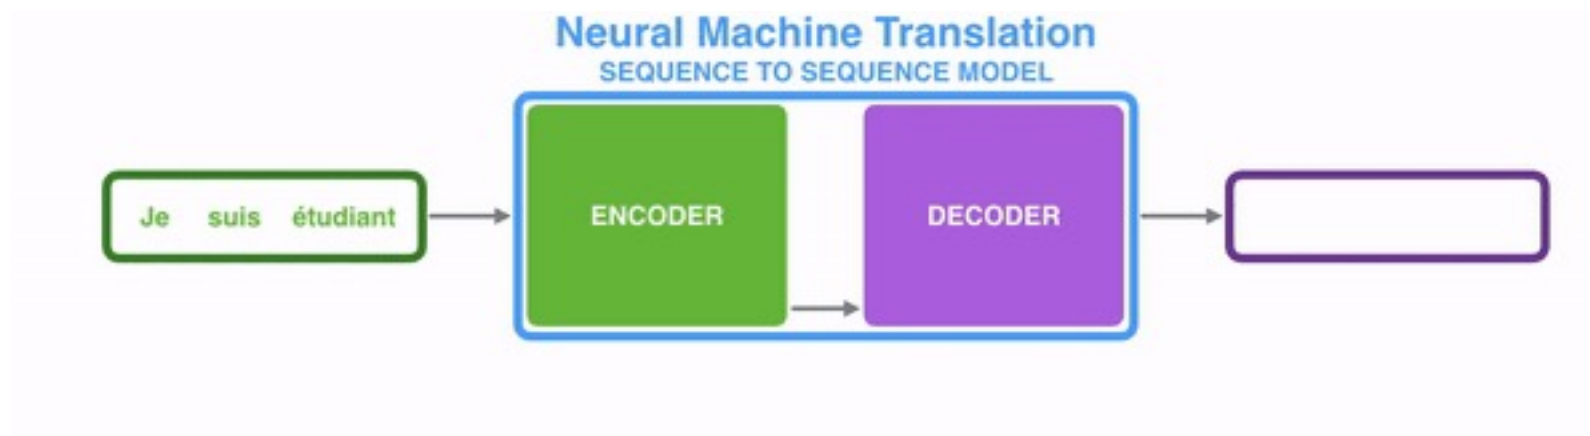 Neural Machine Translation
SEQUENCE TO SEQUENCE MODEL
Je suis étudiant
ENCODER
DECODER